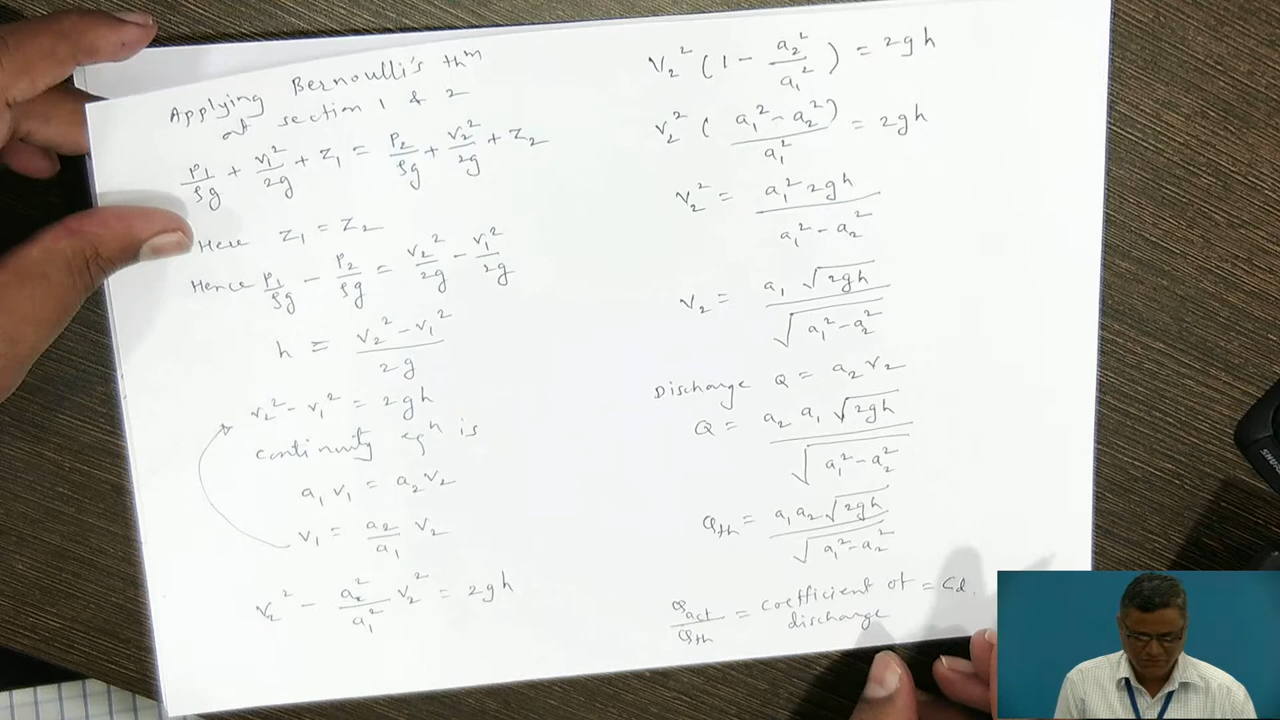 Applying Bernoulli's thm
at section 1 & 2
P₁/ρg + v₁²/2g + Z₁ = P₂/ρg + v₂²/2g + Z₂
Here Z₁ = Z₂
Hence P₁/ρg − P₂/ρg = v₂²/2g − v₁²/2g
h = (v₂² − v₁²)/2g
v₂² − v₁² = 2gh
continuity eqn is
a₁ v₁ = a₂ v₂
v₁ = a₂/a₁ v₂
v₂² − a₂²/a₁² v₂² = 2gh
v₂² (1 − a₂²/a₁²) = 2gh
v₂² ((a₁² − a₂²)/a₁²) = 2gh
v₂² = a₁² 2gh/(a₁² − a₂²)
v₂ = a₁ √(2gh)/√(a₁² − a₂²)
Discharge Q = a₂ v₂
Q = a₂ a₁ √(2gh)/√(a₁² − a₂²)
Qth = a₁ a₂ √(2gh)/√(a₁² − a₂²)
Qact/Qth = coefficient of discharge = Cd.